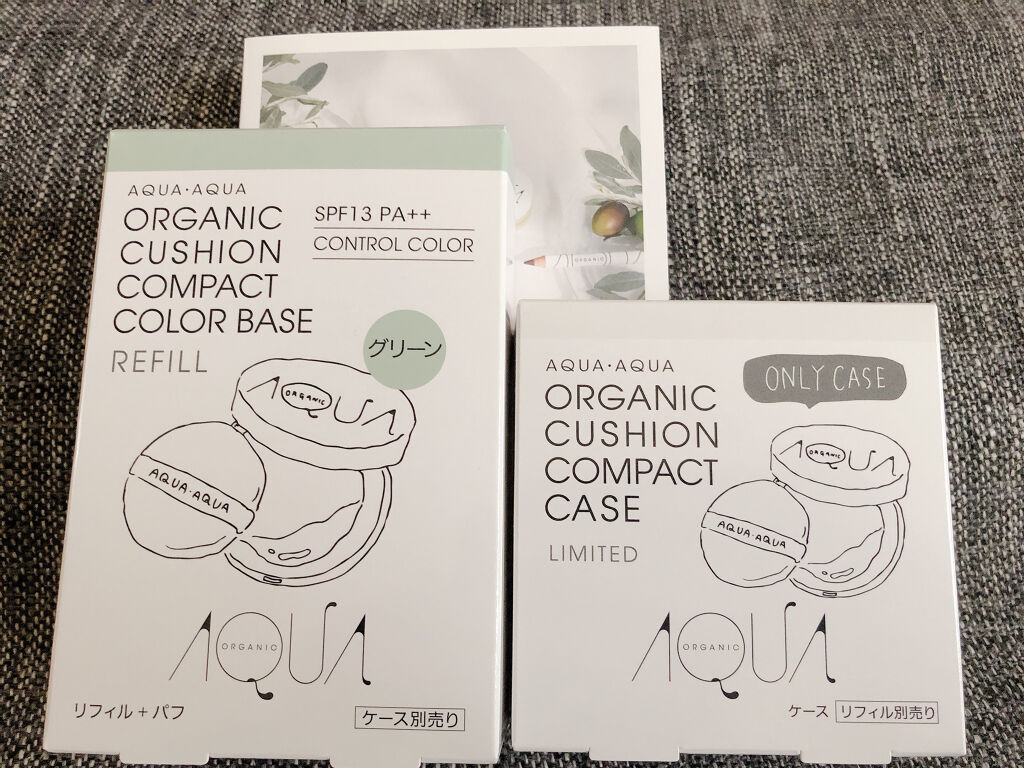 AQUA·AQUA
ORGANIC
CUSHION
COMPACT
COLOR BASE
REFILL
SPF13 PA++
CONTROL COLOR
グリーン
AQUA
ORGANIC
AQUA·AQUA
AQUA
ORGANIC
リフィル+パフ
ケース別売り
ORGANIC
AQUA·AQUA
ORGANIC
CUSHION
COMPACT
CASE
LIMITED
ONLY CASE
AQUA
ORGANIC
AQUA·AQUA
AQUA
ORGANIC
ケース リフィル別売り